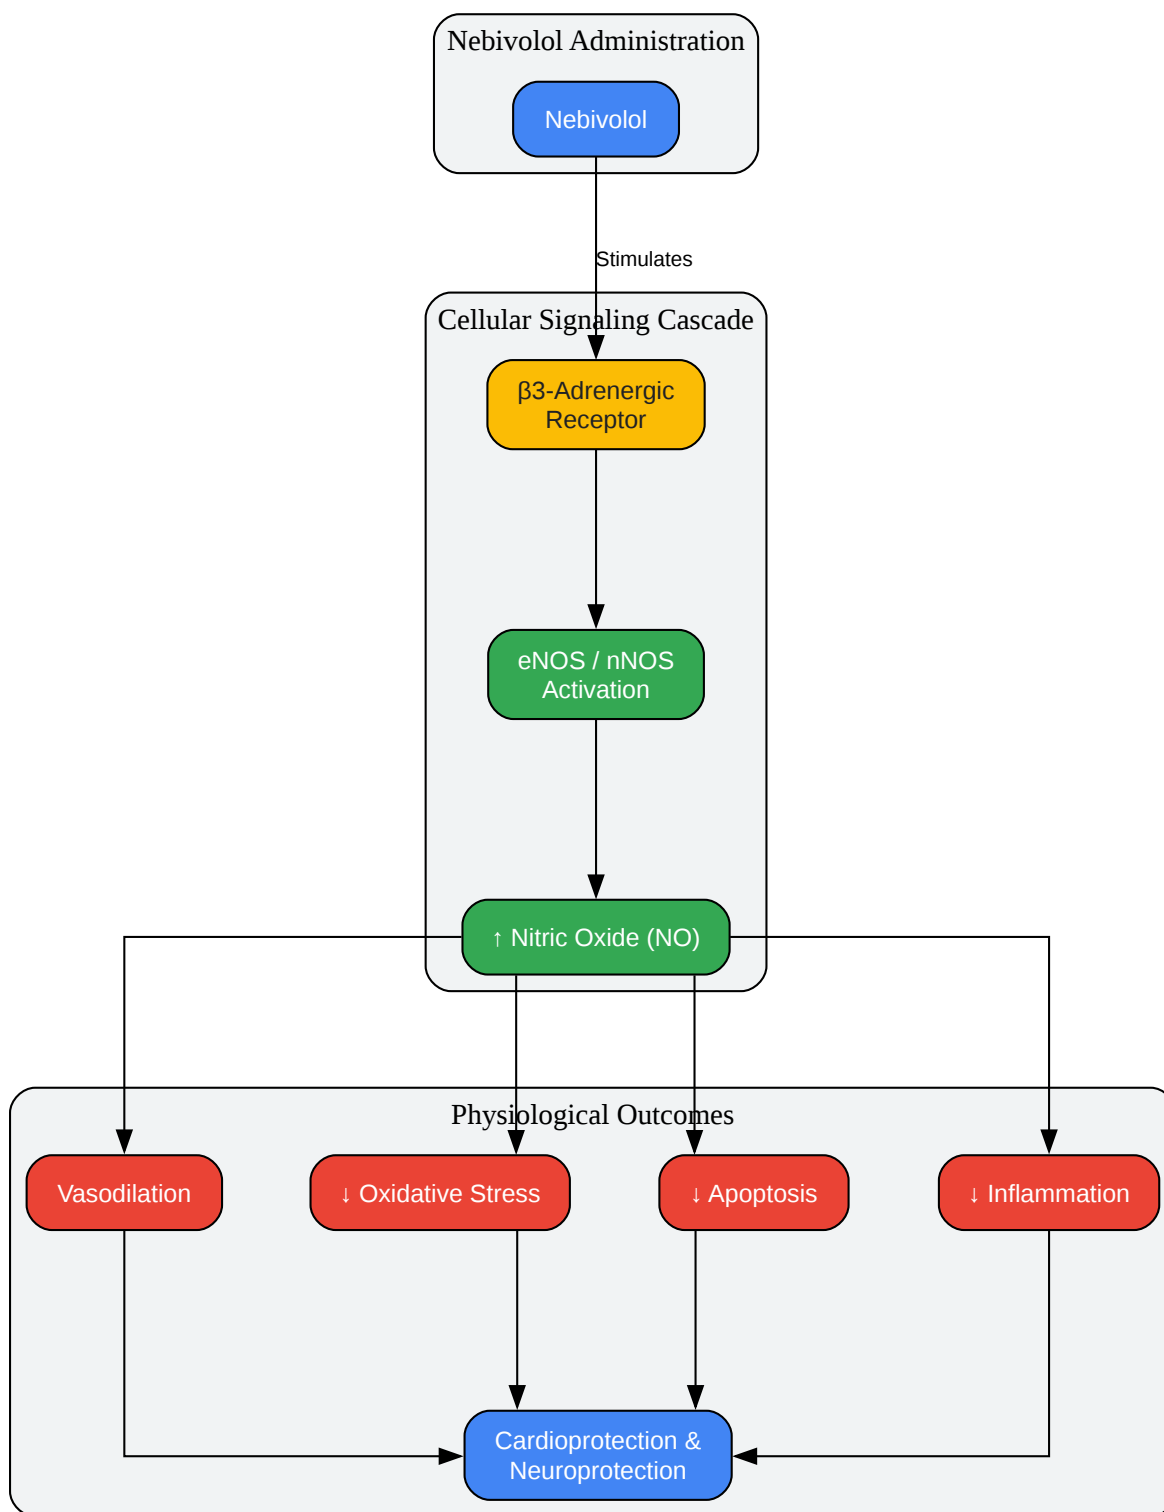 Nebivolol Administration
Nebivolol
Stimulates
Cellular Signaling Cascade
β3-Adrenergic
Receptor
eNOS / nNOS
Activation
↑ Nitric Oxide (NO)
Physiological Outcomes
Vasodilation
↓ Oxidative Stress
↓ Apoptosis
↓ Inflammation
Cardioprotection &
Neuroprotection